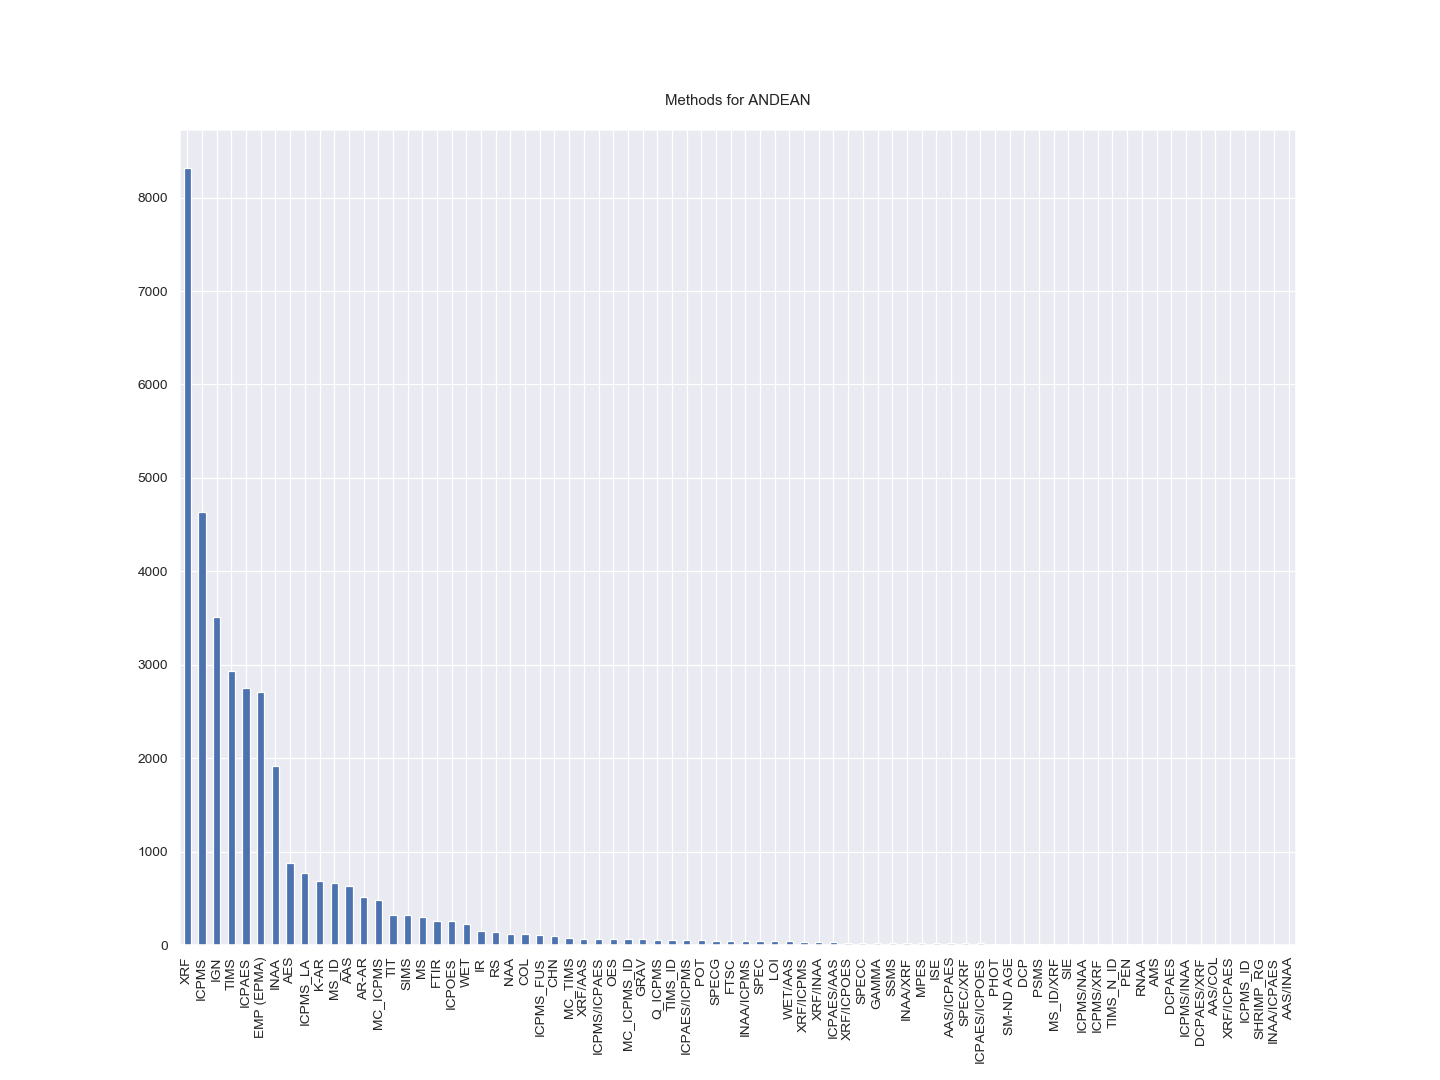 Methods for ANDEAN
8000
7000
6000
5000
4000
3000
2000
1000
0
XRF
ICPMS
IGN
TIMS
ICPAES
EMP (EPMA)
INAA
AES
ICPMS_LA
K-AR
MS_ID
AAS
AR-AR
MC_ICPMS
TIT
SIMS
MS
FTIR
ICPOES
WET
IR
RS
NAA
COL
ICPMS_FUS
CHN
MC_TIMS
XRF/AAS
ICPMS/ICPAES
OES
MC_ICPMS_ID
GRAV
Q_ICPMS
TIMS_ID
ICPAES/ICPMS
POT
SPECG
FTSC
INAA/ICPMS
SPEC
LOI
WET/AAS
XRF/ICPMS
XRF/INAA
ICPAES/AAS
XRF/ICPOES
SPECC
GAMMA
SSMS
INAA/XRF
MPES
ISE
AAS/ICPAES
SPEC/XRF
ICPAES/ICPOES
PHOT
SM-ND AGE
DCP
PSMS
MS_ID/XRF
SIE
ICPMS/NAA
ICPMS/XRF
TIMS_N_ID
PEN
RNAA
AMS
DCPAES
ICPMS/INAA
DCPAES/XRF
AAS/COL
XRF/ICPAES
ICPMS_ID
SHRIMP_RG
INAA/ICPAES
AAS/INAA